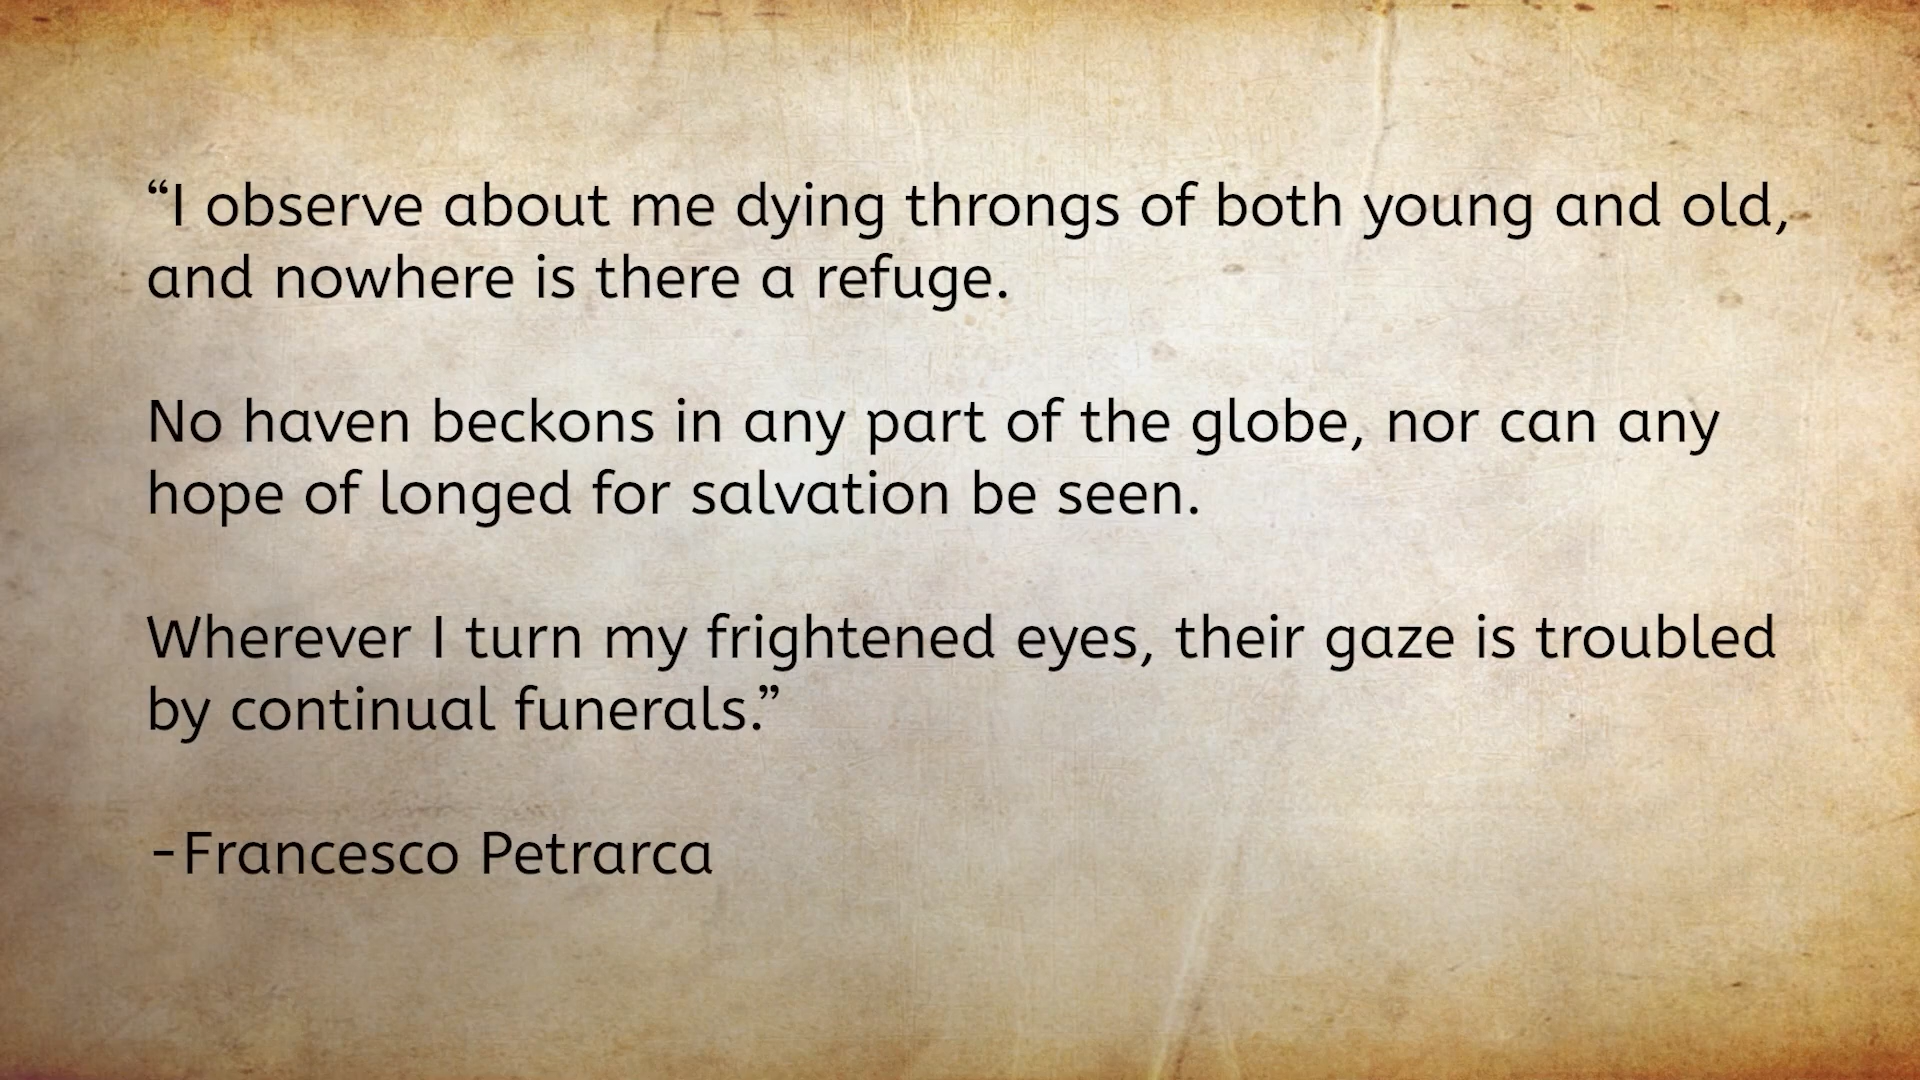 “I observe about me dying throngs of both young and old,
and nowhere is there a refuge.
No haven beckons in any part of the globe, nor can any
hope of longed for salvation be seen.
Wherever I turn my frightened eyes, their gaze is troubled
by continual funerals.”
-Francesco Petrarca